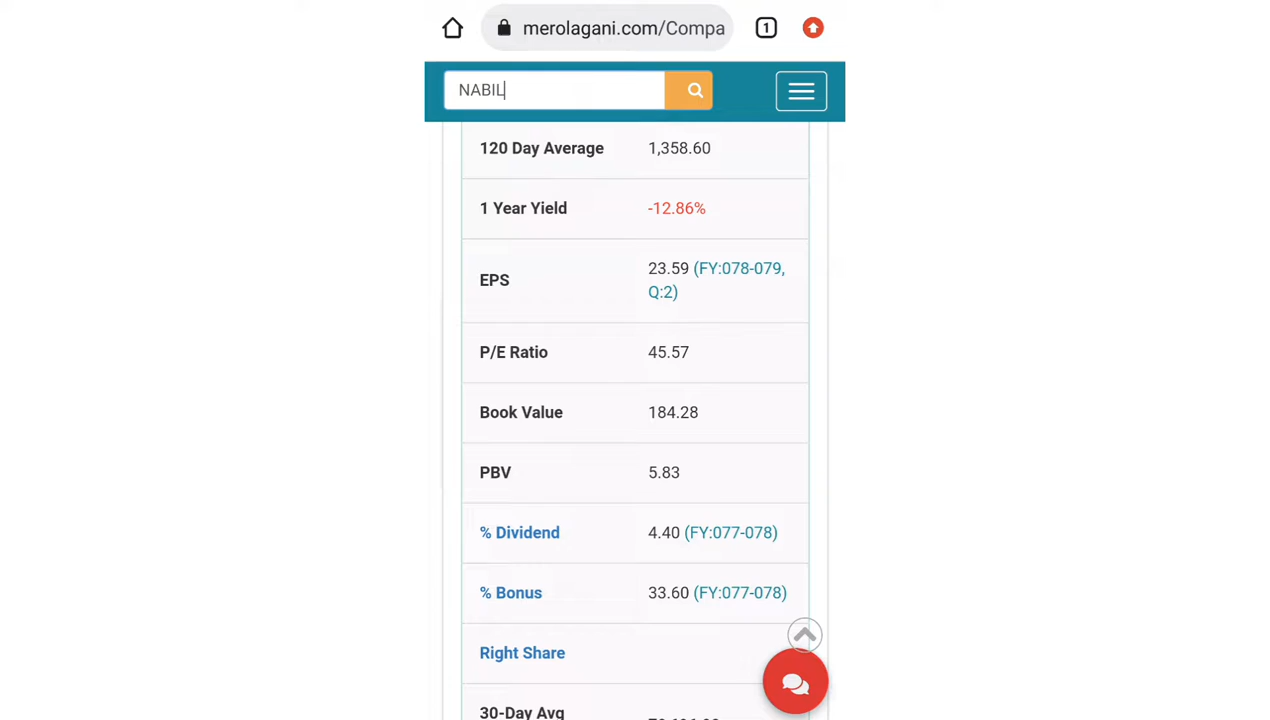 merolagani.com/Compa 1
NABIL
120 Day Average 1,358.60
1 Year Yield -12.86%
EPS 23.59 (FY:078-079, Q:2)
P/E Ratio 45.57
Book Value 184.28
PBV 5.83
% Dividend 4.40 (FY:077-078)
% Bonus 33.60 (FY:077-078)
Right Share
30-Day Avg